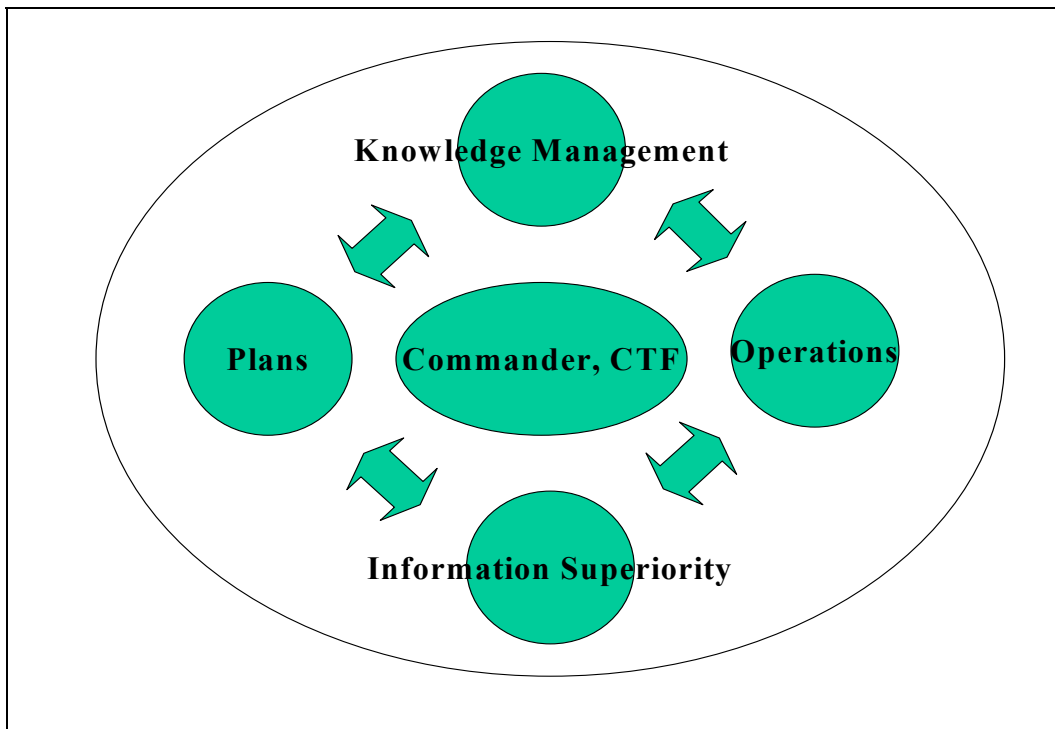 Knowledge Management
Plans
Commander, CTF
Operations
Information Superiority